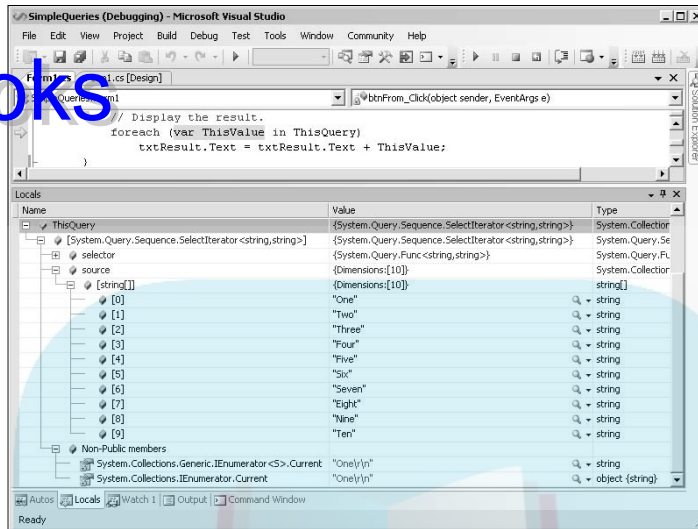 SimpleQueries (Debugging) - Microsoft Visual Studio
File Edit View Project Build Debug Test Tools Window Community Help
oks
Form1.cs Form1.cs [Design]
btnFrom_Click(object sender, EventArgs e)
// Display the result.
foreach (var ThisValue in ThisQuery)
txtResult.Text = txtResult.Text + ThisValue;
}
Solution Explorer
Locals
Name Value Type
ThisQuery {System.Query.Sequence.SelectIterator<string,string>} System.Collection
[System.Query.Sequence.SelectIterator<string,string>] {System.Query.Sequence.SelectIterator<string,string>} System.Query.Se
selector {System.Query.Func<string,string>} System.Query.Fu
source {Dimensions:[10]} System.Collection
[string[]] {Dimensions:[10]} string[]
[0] "One" string
[1] "Two" string
[2] "Three" string
[3] "Four" string
[4] "Five" string
[5] "Six" string
[6] "Seven" string
[7] "Eight" string
[8] "Nine" string
[9] "Ten" string
Non-Public members
System.Collections.Generic.IEnumerator<S>.Current "One\r\n" string
System.Collections.IEnumerator.Current "One\r\n" object {string}
Autos Locals Watch 1 Output Command Window
Ready